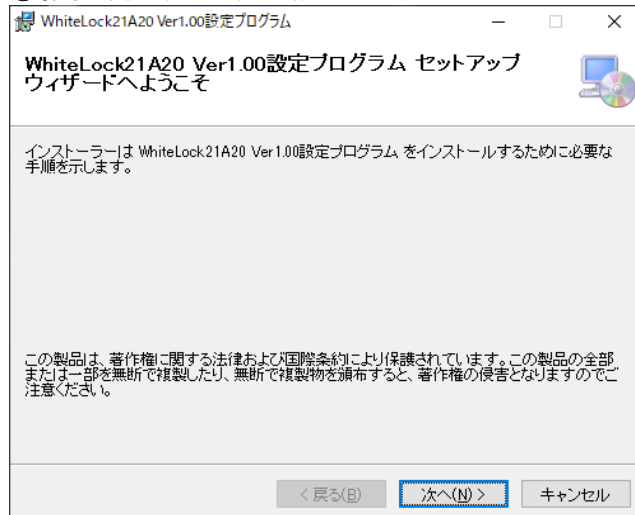 WhiteLock21A20 Ver1.00設定プログラム
WhiteLock21A20 Ver1.00設定プログラム セットアップ
ウィザードへようこそ
インストーラーは WhiteLock21A20 Ver1.00設定プログラム をインストールするために必要な
手順を示します。
この製品は、著作権に関する法律および国際条約により保護されています。この製品の全部
または一部を無断で複製したり、無断で複製物を頒布すると、著作権の侵害となりますのでご
注意ください。
< 戻る(B)
次へ(N) >
キャンセル